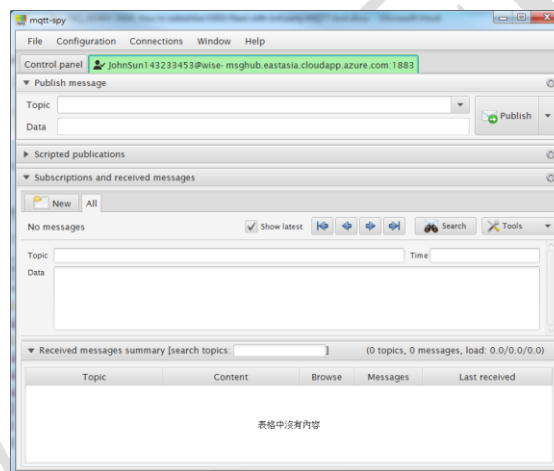 mqtt-spy
File Configuration Connections Window Help
Control panel JohnSun143233453@wise- msghub.eastasia.cloudapp.azure.com:1883
Publish message
Topic
Data
Publish
Scripted publications
Subscriptions and received messages
New All
No messages Show latest Search Tools
Topic Time
Data
Received messages summary [search topics: ] (0 topics, 0 messages, load: 0.0/0.0/0.0)
Topic Content Browse Messages Last received
表格中沒有內容